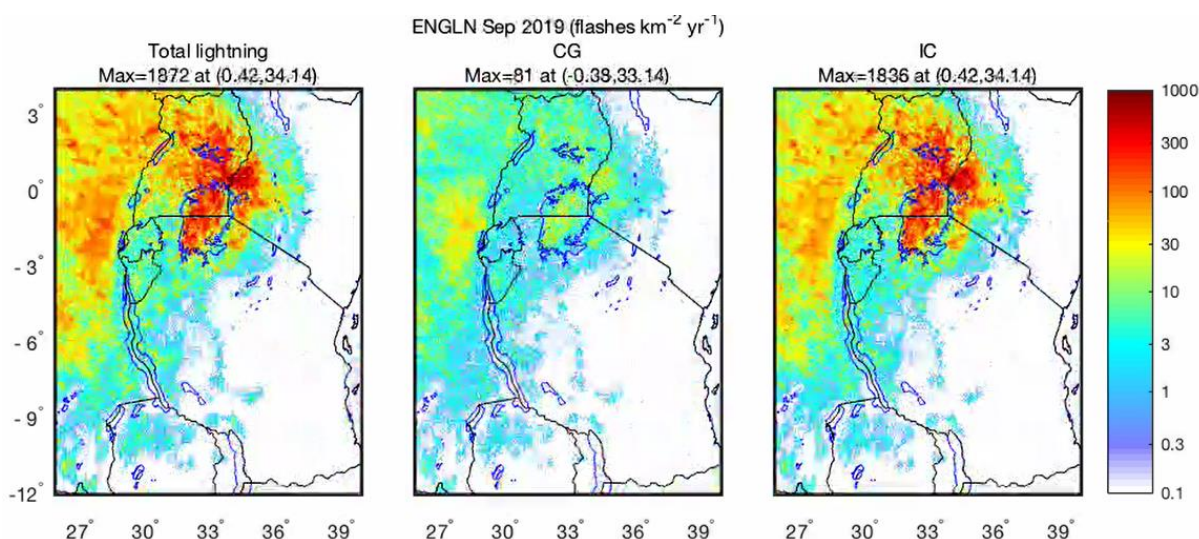 ENGLN Sep 2019 (flashes km⁻² yr⁻¹)
Total lightning
Max=1872 at (0.42,34.14)
CG
Max=81 at (-0.38,33.14)
IC
Max=1836 at (0.42,34.14)
3°
0°
-3°
-6°
-9°
-12°
27° 30° 33° 36° 39°
27° 30° 33° 36° 39°
27° 30° 33° 36° 39°
1000
300
100
30
10
3
1
0.3
0.1